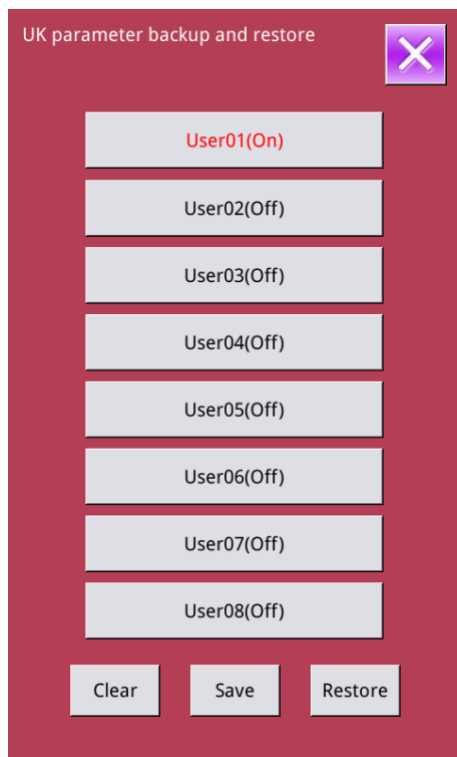 UK parameter backup and restore
User01(On)
User02(Off)
User03(Off)
User04(Off)
User05(Off)
User06(Off)
User07(Off)
User08(Off)
Clear Save Restore